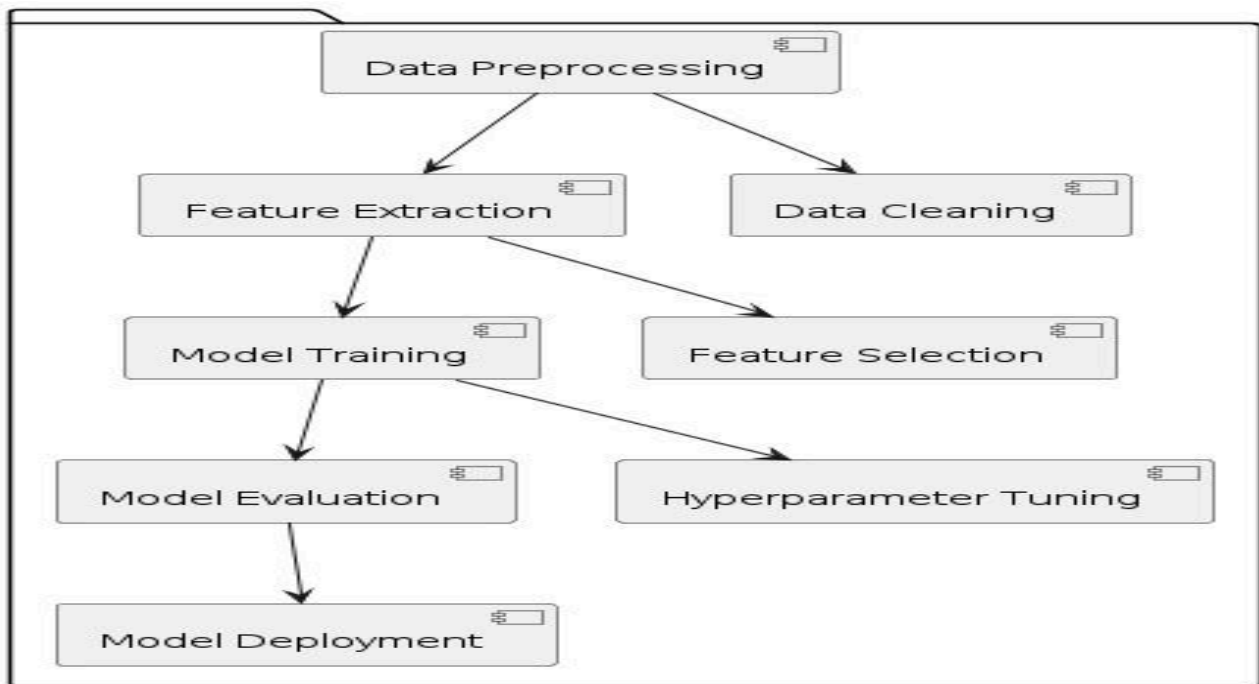 Data Preprocessing
Feature Extraction
Data Cleaning
Model Training
Feature Selection
Model Evaluation
Hyperparameter Tuning
Model Deployment